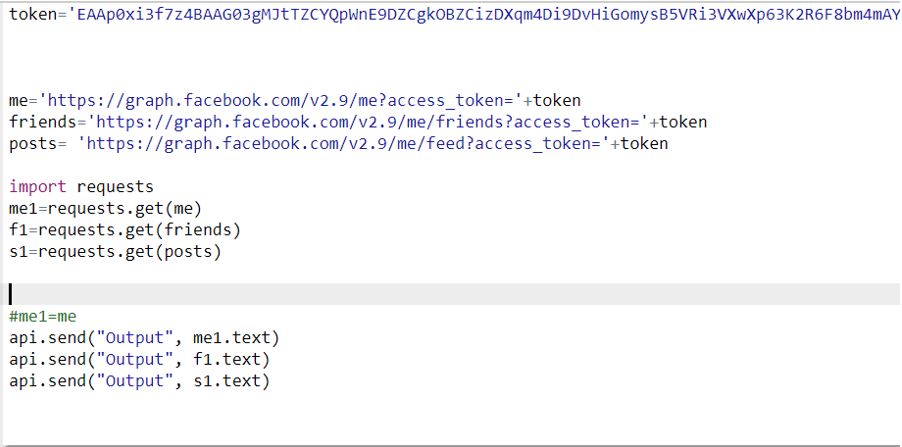 token='EAAp0xi3f7z4BAAG03gMJtTZCYQpWnE9DZCgkOBZCizDXqm4Di9DvHiGomysB5VRi3VXwXp63K2R6F8bm4mAY
me='https://graph.facebook.com/v2.9/me?access_token='+token
friends='https://graph.facebook.com/v2.9/me/friends?access_token='+token
posts= 'https://graph.facebook.com/v2.9/me/feed?access_token='+token
import requests
me1=requests.get(me)
f1=requests.get(friends)
s1=requests.get(posts)
#me1=me
api.send("Output", me1.text)
api.send("Output", f1.text)
api.send("Output", s1.text)